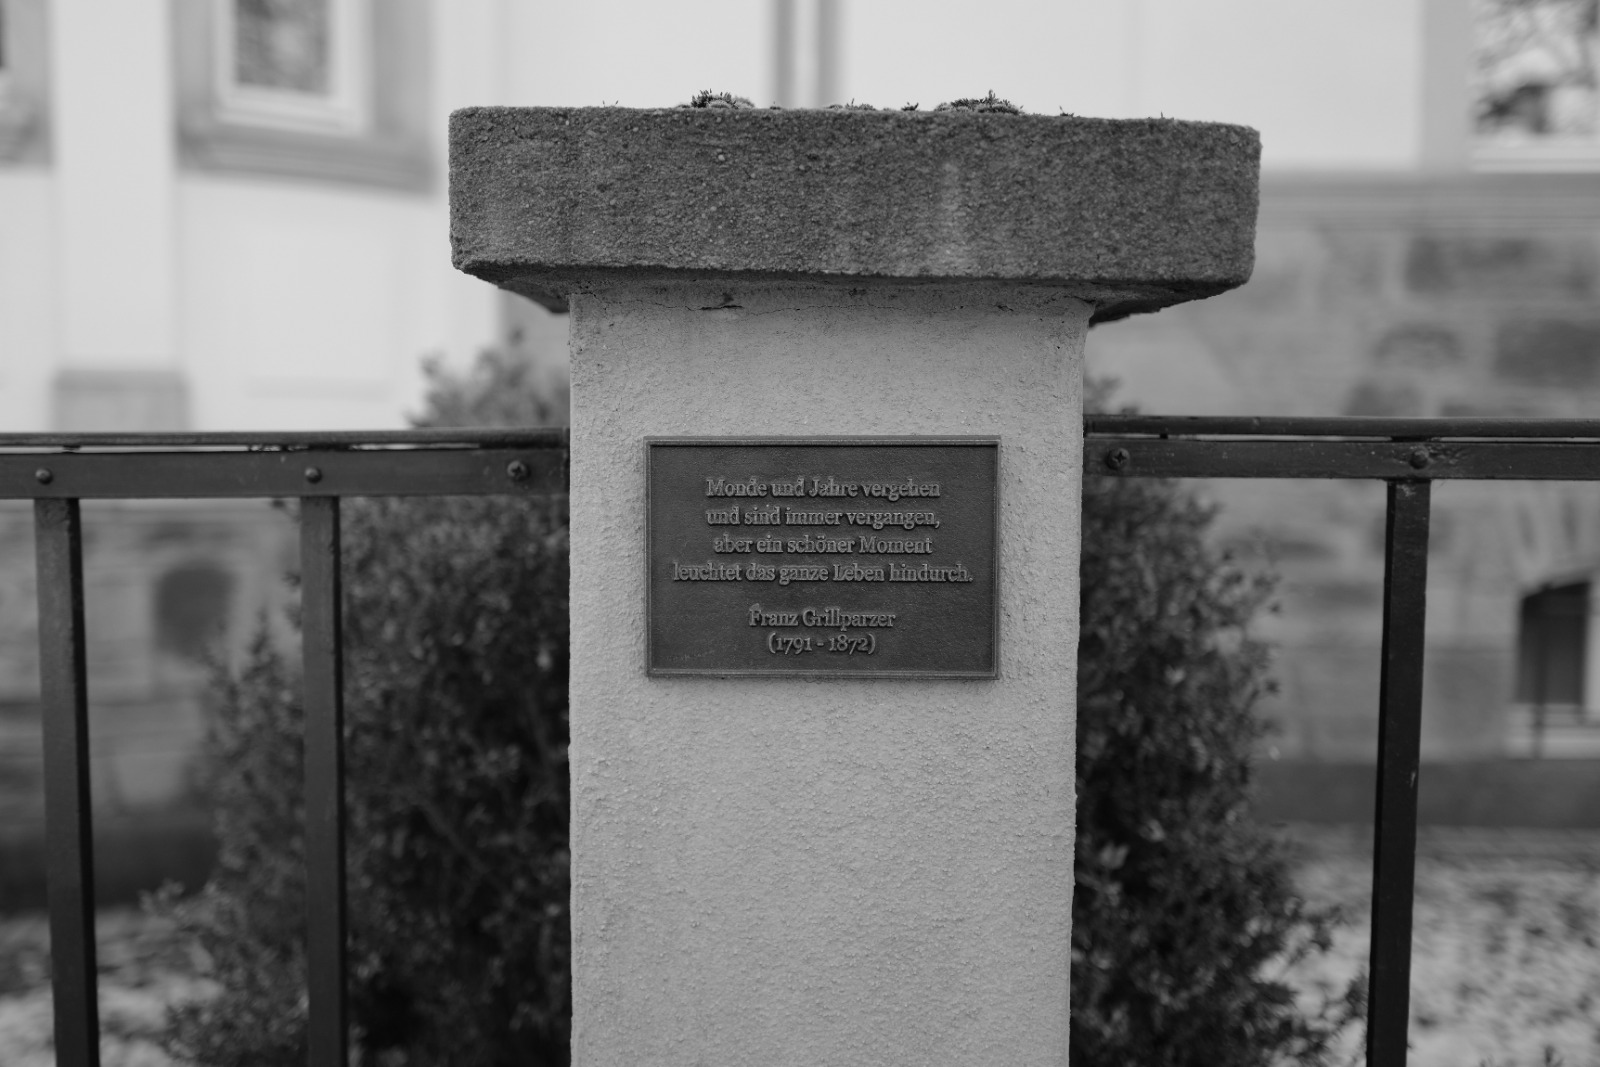 Monde und Jahre vergehen
und sind immer vergangen,
aber ein schöner Moment
leuchtet das ganze Leben hindurch.
Franz Grillparzer
(1791 - 1872)